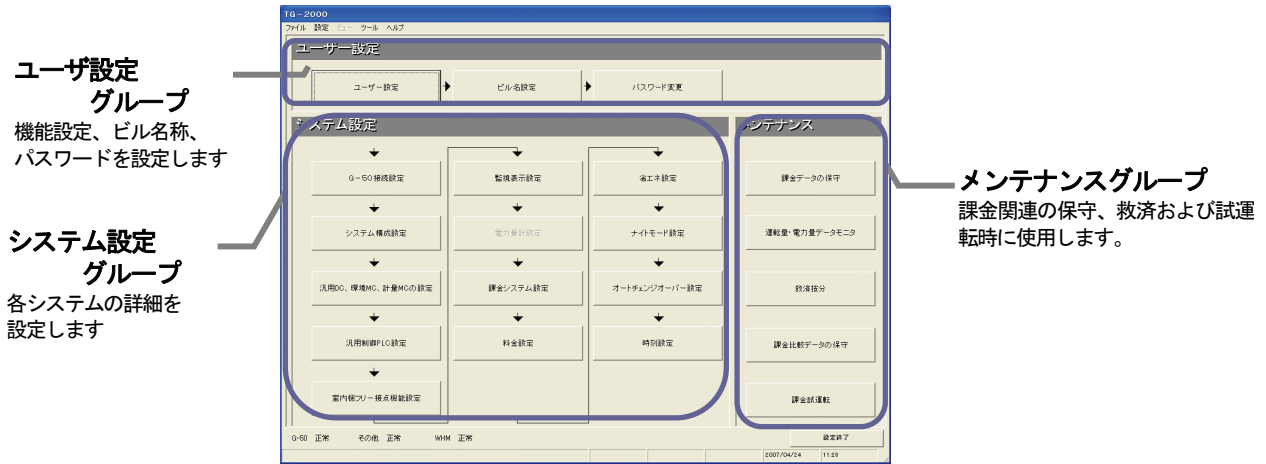 TG-2000
ファイル 設定 ビュー ツール ヘルプ
ユーザー設定
ユーザー設定
ビル名設定
パスワード変更
システム設定
メンテナンス
G-50接続設定
監視表示設定
省エネ設定
課金データの保守
システム構成設定
電力量計設定
ナイトモード設定
運転量・電力量データモニタ
汎用DC、環境MC、計量MCの設定
課金システム設定
オートチェンジオーバー設定
救済按分
汎用制御PLC設定
料金設定
時刻設定
課金比較データの保守
室内機フリー接点機能設定
課金試運転
G-50 正常 その他 正常 WHM 正常
設定終了
2007/04/24 11:28
ユーザ設定
グループ
機能設定、ビル名称、
パスワードを設定します
システム設定
グループ
各システムの詳細を
設定します
メンテナンスグループ
課金関連の保守、救済および試運
転時に使用します。